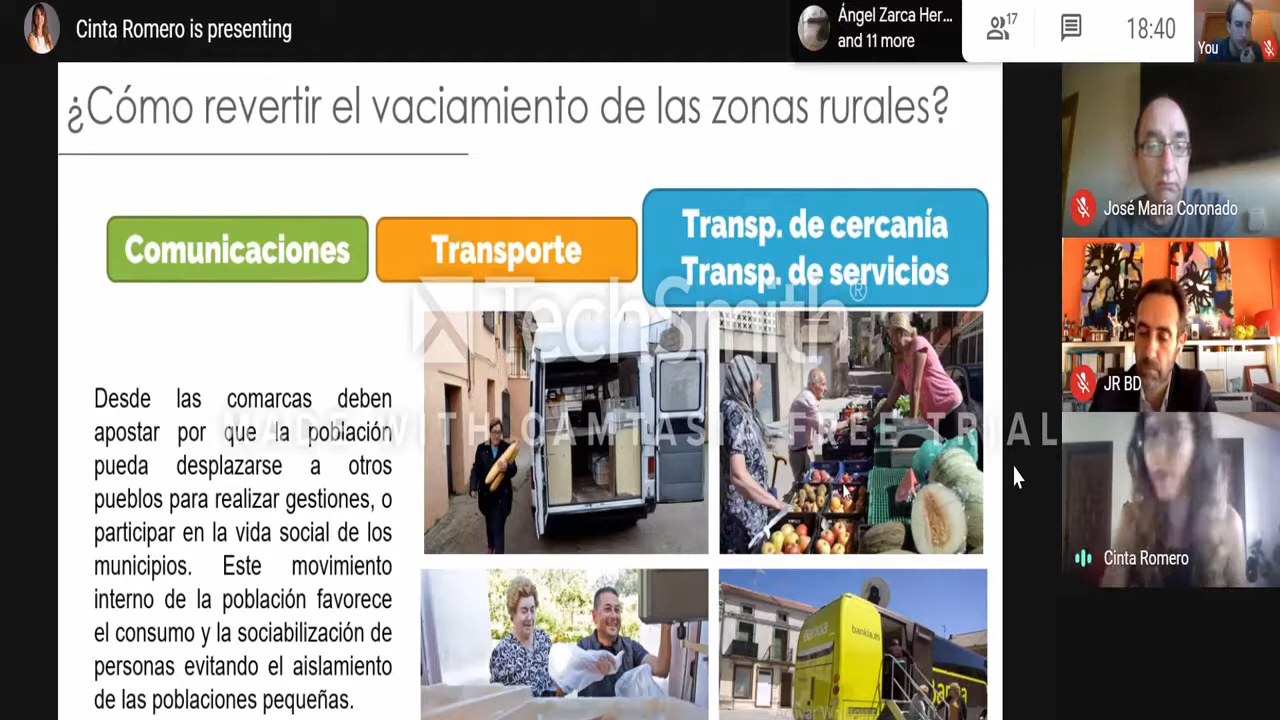 Cinta Romero is presenting
Ángel Zarca Her...
and 11 more
17
18:40
You
¿Cómo revertir el vaciamiento de las zonas rurales?
Comunicaciones
Transporte
Transp. de cercanía
Transp. de servicios
TechSmith®
MADE WITH CAMTASIA FREE TRIAL
Desde las comarcas deben
apostar por que la población
pueda desplazarse a otros
pueblos para realizar gestiones, o
participar en la vida social de los
municipios. Este movimiento
interno de la población favorece
el consumo y la sociabilización de
personas evitando el aislamiento
de las poblaciones pequeñas.
Bankia
bankia.es
José María Coronado
JR BD
Cinta Romero